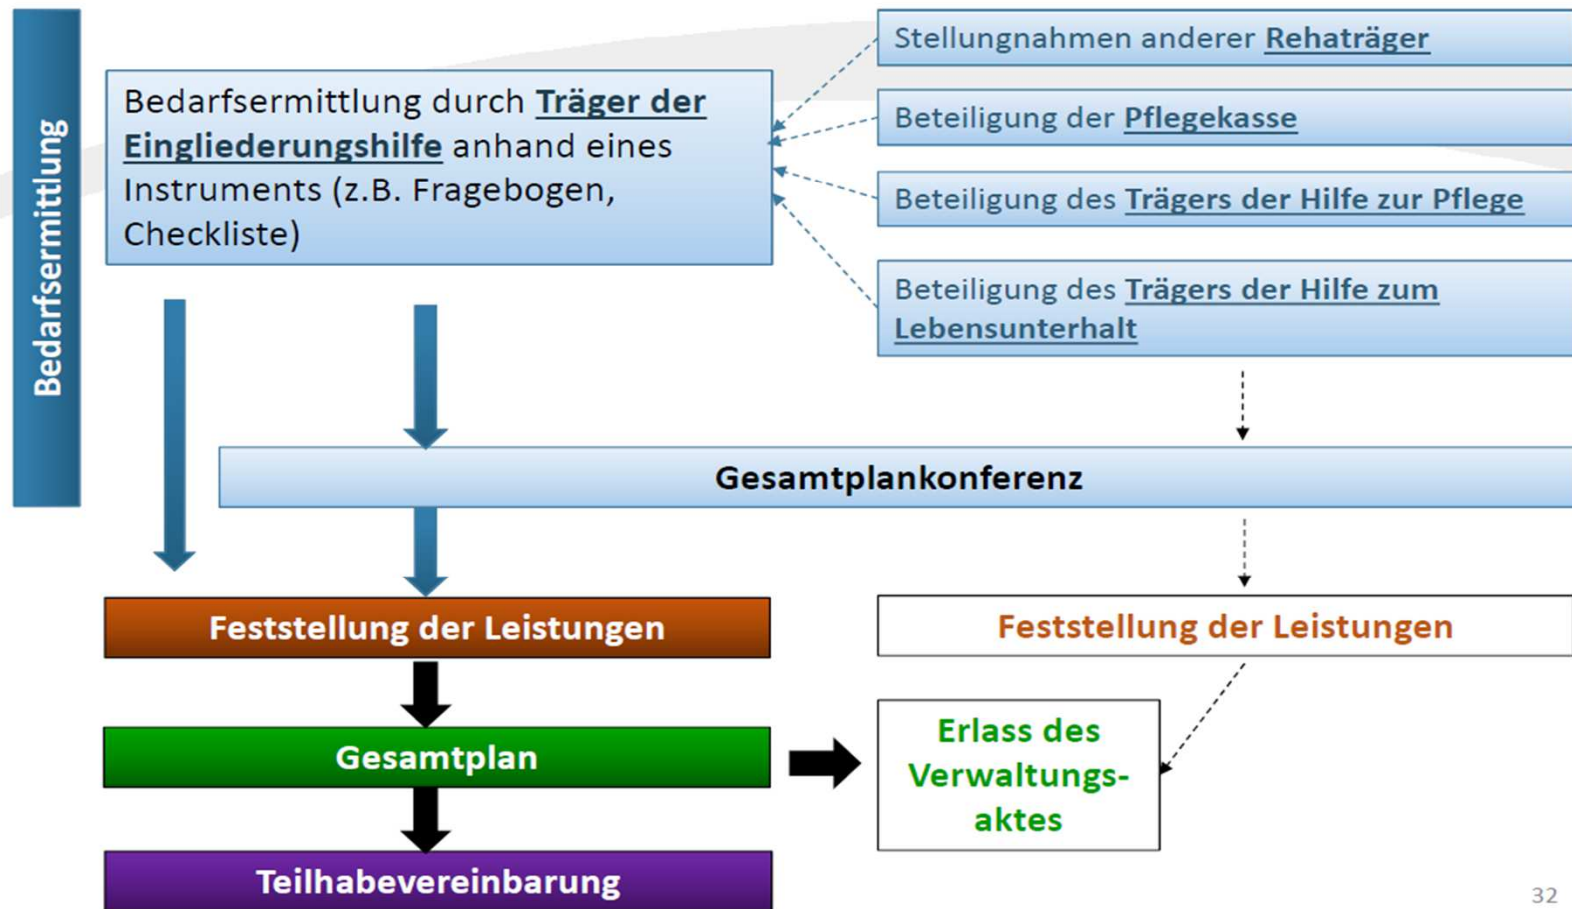 Bedarfsermittlung
Bedarfsermittlung durch Träger der
Eingliederungshilfe anhand eines
Instruments (z.B. Fragebogen,
Checkliste)
Stellungnahmen anderer Rehaträger
Beteiligung der Pflegekasse
Beteiligung des Trägers der Hilfe zur Pflege
Beteiligung des Trägers der Hilfe zum
Lebensunterhalt
Gesamtplankonferenz
Feststellung der Leistungen
Feststellung der Leistungen
Gesamtplan
Erlass des
Verwaltungs-
aktes
Teilhabevereinbarung
32